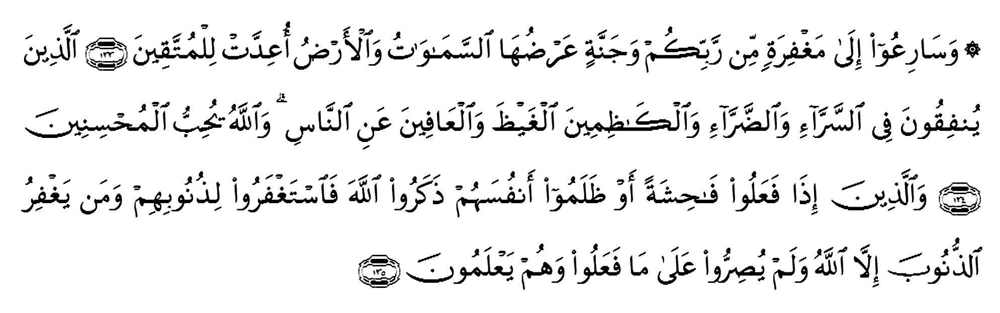 ۞ وَسَارِعُوٓا۟ إِلَىٰ مَغْفِرَةٍ مِّن رَّبِّكُمْ وَجَنَّةٍ عَرْضُهَا ٱلسَّمَـٰوَٰتُ وَٱلْأَرْضُ أُعِدَّتْ لِلْمُتَّقِينَ ١٣٣ ٱلَّذِينَ
يُنفِقُونَ فِى ٱلسَّرَّآءِ وَٱلضَّرَّآءِ وَٱلْكَـٰظِمِينَ ٱلْغَيْظَ وَٱلْعَافِينَ عَنِ ٱلنَّاسِ ۗ وَٱللَّهُ يُحِبُّ ٱلْمُحْسِنِينَ
١٣٤ وَٱلَّذِينَ إِذَا فَعَلُوا۟ فَـٰحِشَةً أَوْ ظَلَمُوٓا۟ أَنفُسَهُمْ ذَكَرُوا۟ ٱللَّهَ فَٱسْتَغْفَرُوا۟ لِذُنُوبِهِمْ وَمَن يَغْفِرُ
ٱلذُّنُوبَ إِلَّا ٱللَّهُ وَلَمْ يُصِرُّوا۟ عَلَىٰ مَا فَعَلُوا۟ وَهُمْ يَعْلَمُونَ ١٣٥